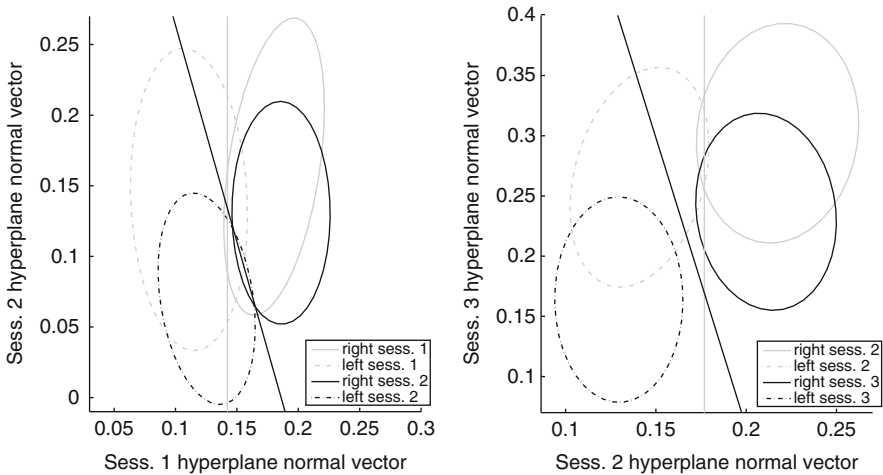 0.25
0.2
0.15
0.1
0.05
0
Sess. 2 hyperplane normal vector
right sess. 1
left sess. 1
right sess. 2
left sess. 2
0.05
0.1
0.15
0.2
0.25
0.3
Sess. 1 hyperplane normal vector
0.4
0.35
0.3
0.25
0.2
0.15
0.1
Sess. 3 hyperplane normal vector
right sess. 2
left sess. 2
right sess. 3
left sess. 3
0.1
0.15
0.2
0.25
Sess. 2 hyperplane normal vector